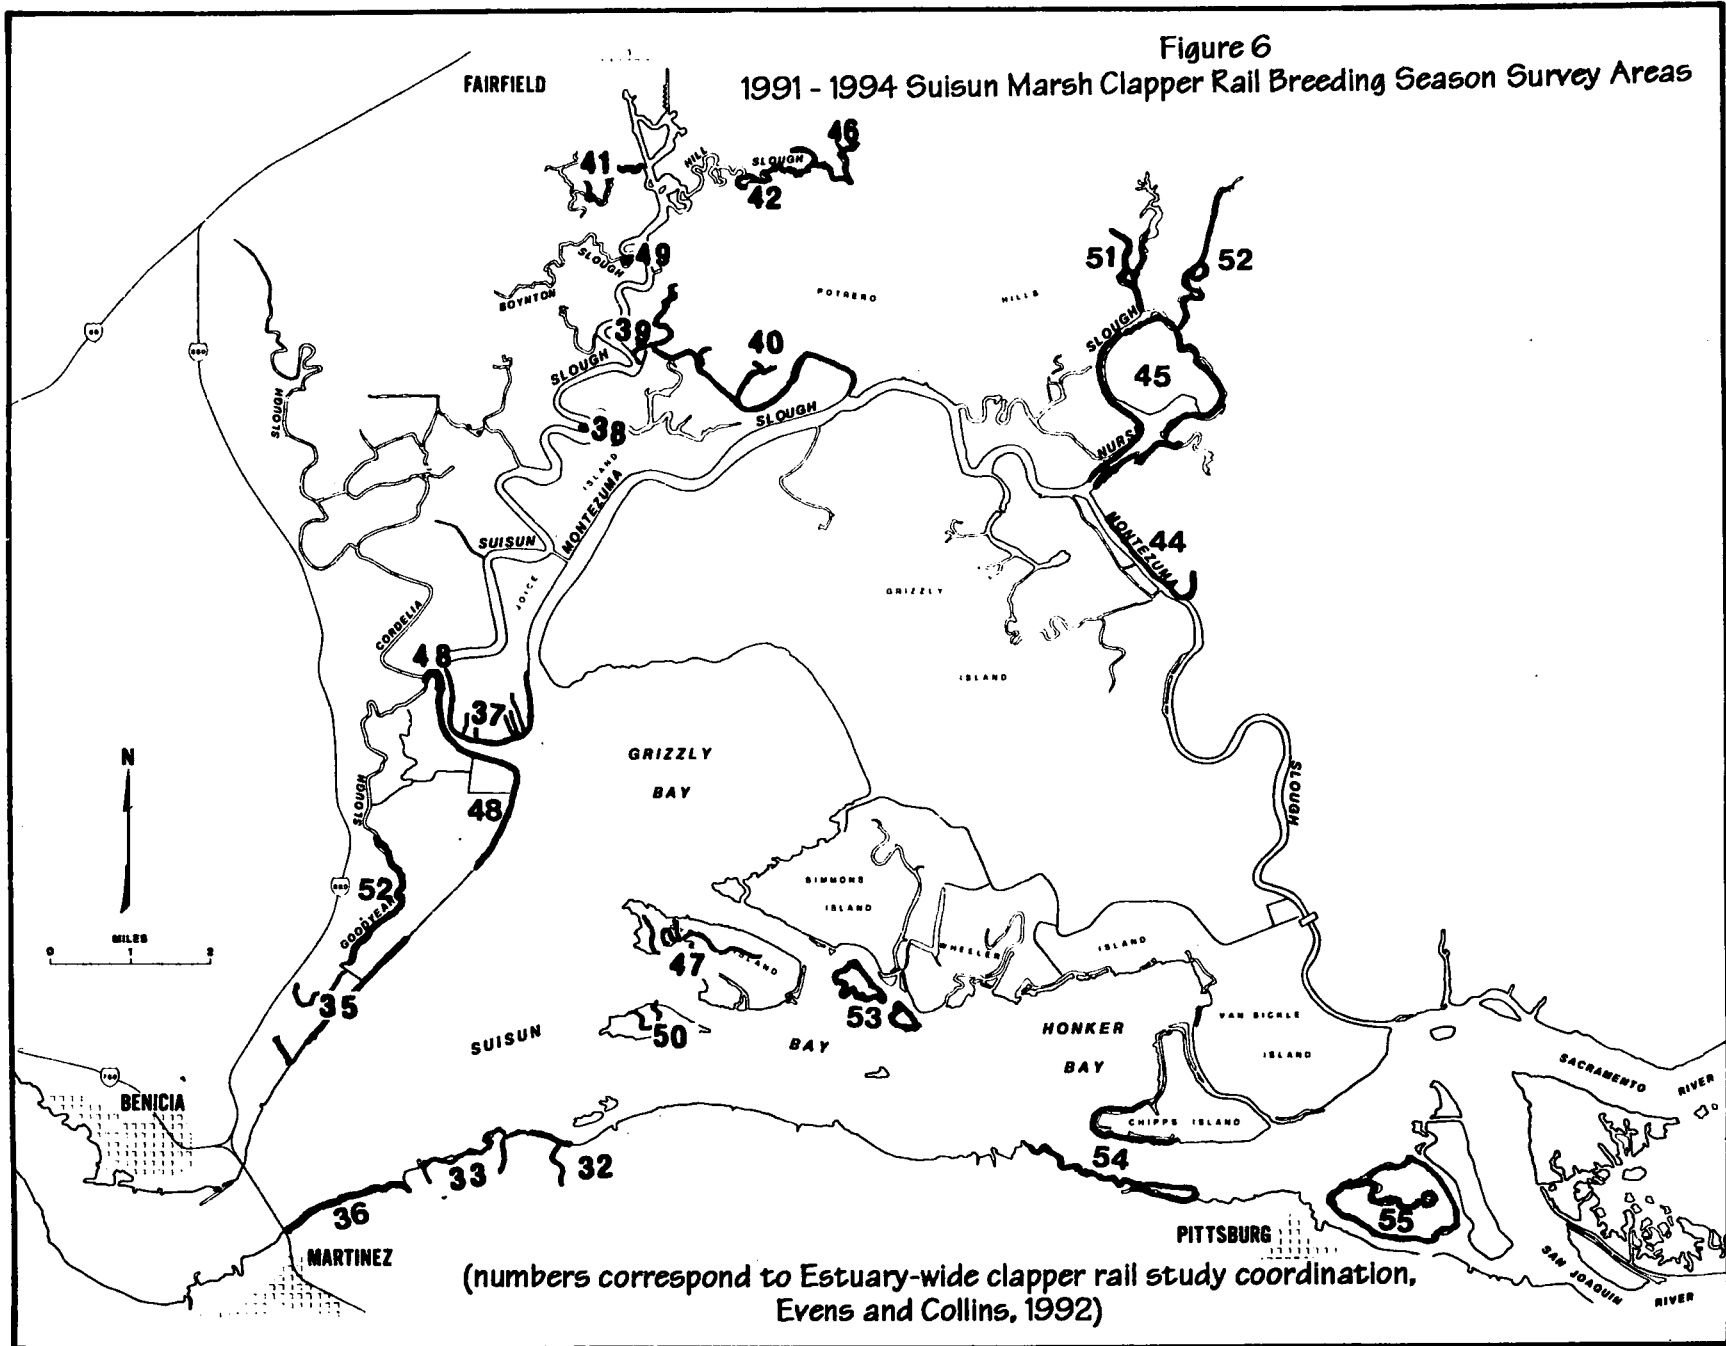 Figure 6
1991 - 1994 Suisun Marsh Clapper Rail Breeding Season Survey Areas
FAIRFIELD
46
41
HILL
SLOUGH
42
49
SLOUGH
BOYNTON
51
52
POTRERO
HILLS
39
40
SLOUGH
SLOUGH
45
SLOUGH
SLOUGH
38
NURSE
ISLAND
MONTEZUMA
SUISUN
MONTEZUMA
44
JOICE
GRIZZLY
CORDELIA
48
ISLAND
37
GRIZZLY
BAY
N
SLOUGH
48
SLOUGH
52
SIMMONS
ISLAND
680
GOODYEAR
MILES
0 1 2
47
ISLAND
WHEELER
ISLAND
35
53
50
SUISUN
BAY
HONKER
BAY
VAN SICKLE
ISLAND
SACRAMENTO
RIVER
780
BENICIA
CHIPPS ISLAND
33
32
54
36
55
PITTSBURG
MARTINEZ
SAN JOAQUIN
RIVER
(numbers correspond to Estuary-wide clapper rail study coordination,
Evens and Collins, 1992)